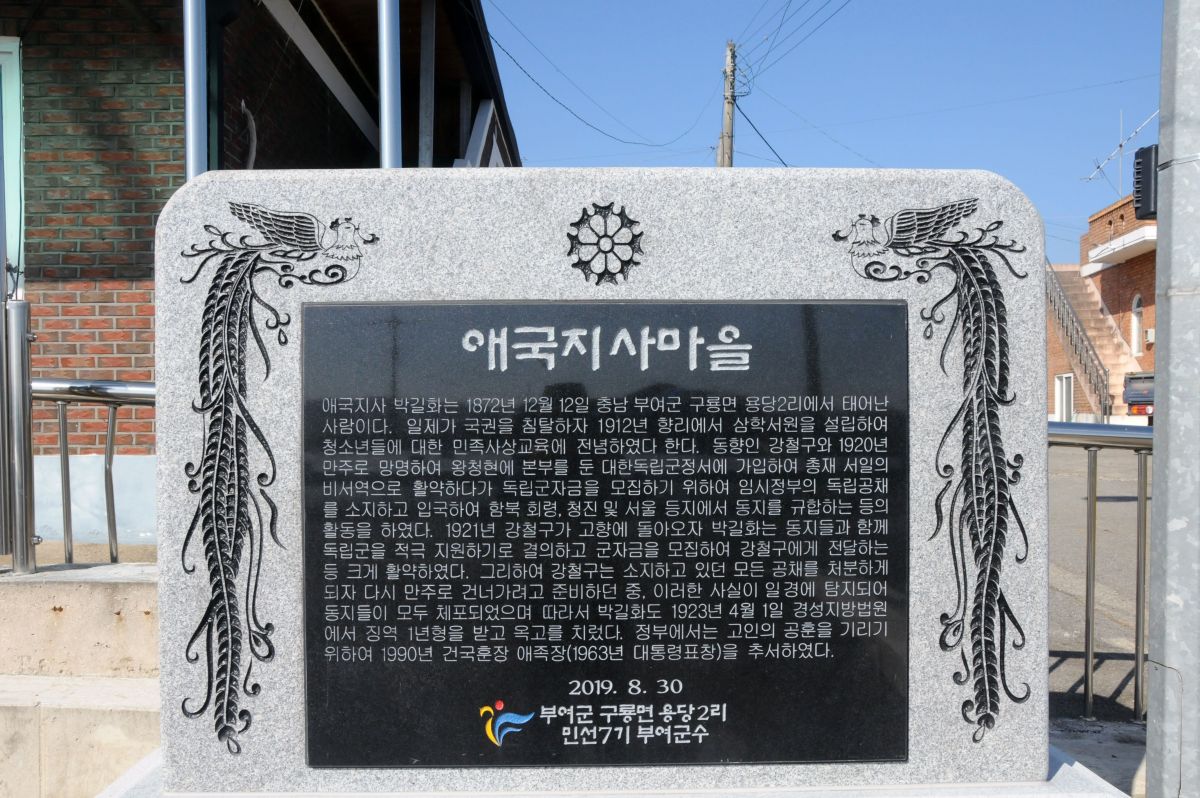 애국지사마을
애국지사 박길화는 1872년 12월 12일 충남 부여군 구룡면 용당2리에서 태어난
사람이다. 일제가 국권을 침탈하자 1912년 향리에서 삼학서원을 설립하여
청소년들에 대한 민족사상교육에 전념하였다 한다. 동향인 강철구와 1920년
만주로 망명하여 왕청현에 본부를 둔 대한독립군정서에 가입하여 총재 서일의
비서역으로 활약하다가 독립군자금을 모집하기 위하여 임시정부의 독립공채
를 소지하고 입국하여 함북 회령, 청진 및 서울 등지에서 동지를 규합하는 등의
활동을 하였다. 1921년 강철구가 고향에 돌아오자 박길화는 동지들과 함께
독립군을 적극 지원하기로 결의하고 군자금을 모집하여 강철구에게 전달하는
등 크게 활약하였다. 그리하여 강철구는 소지하고 있던 모든 공채를 처분하게
되자 다시 만주로 건너가려고 준비하던 중, 이러한 사실이 일경에 탐지되어
동지들이 모두 체포되었으며 따라서 박길화도 1923년 4월 1일 경성지방법원
에서 징역 1년형을 받고 옥고를 치렀다. 정부에서는 고인의 공훈을 기리기
위하여 1990년 건국훈장 애족장(1963년 대통령표창)을 추서하였다.
2019. 8. 30
부여군 구룡면 용당2리
민선7기 부여군수